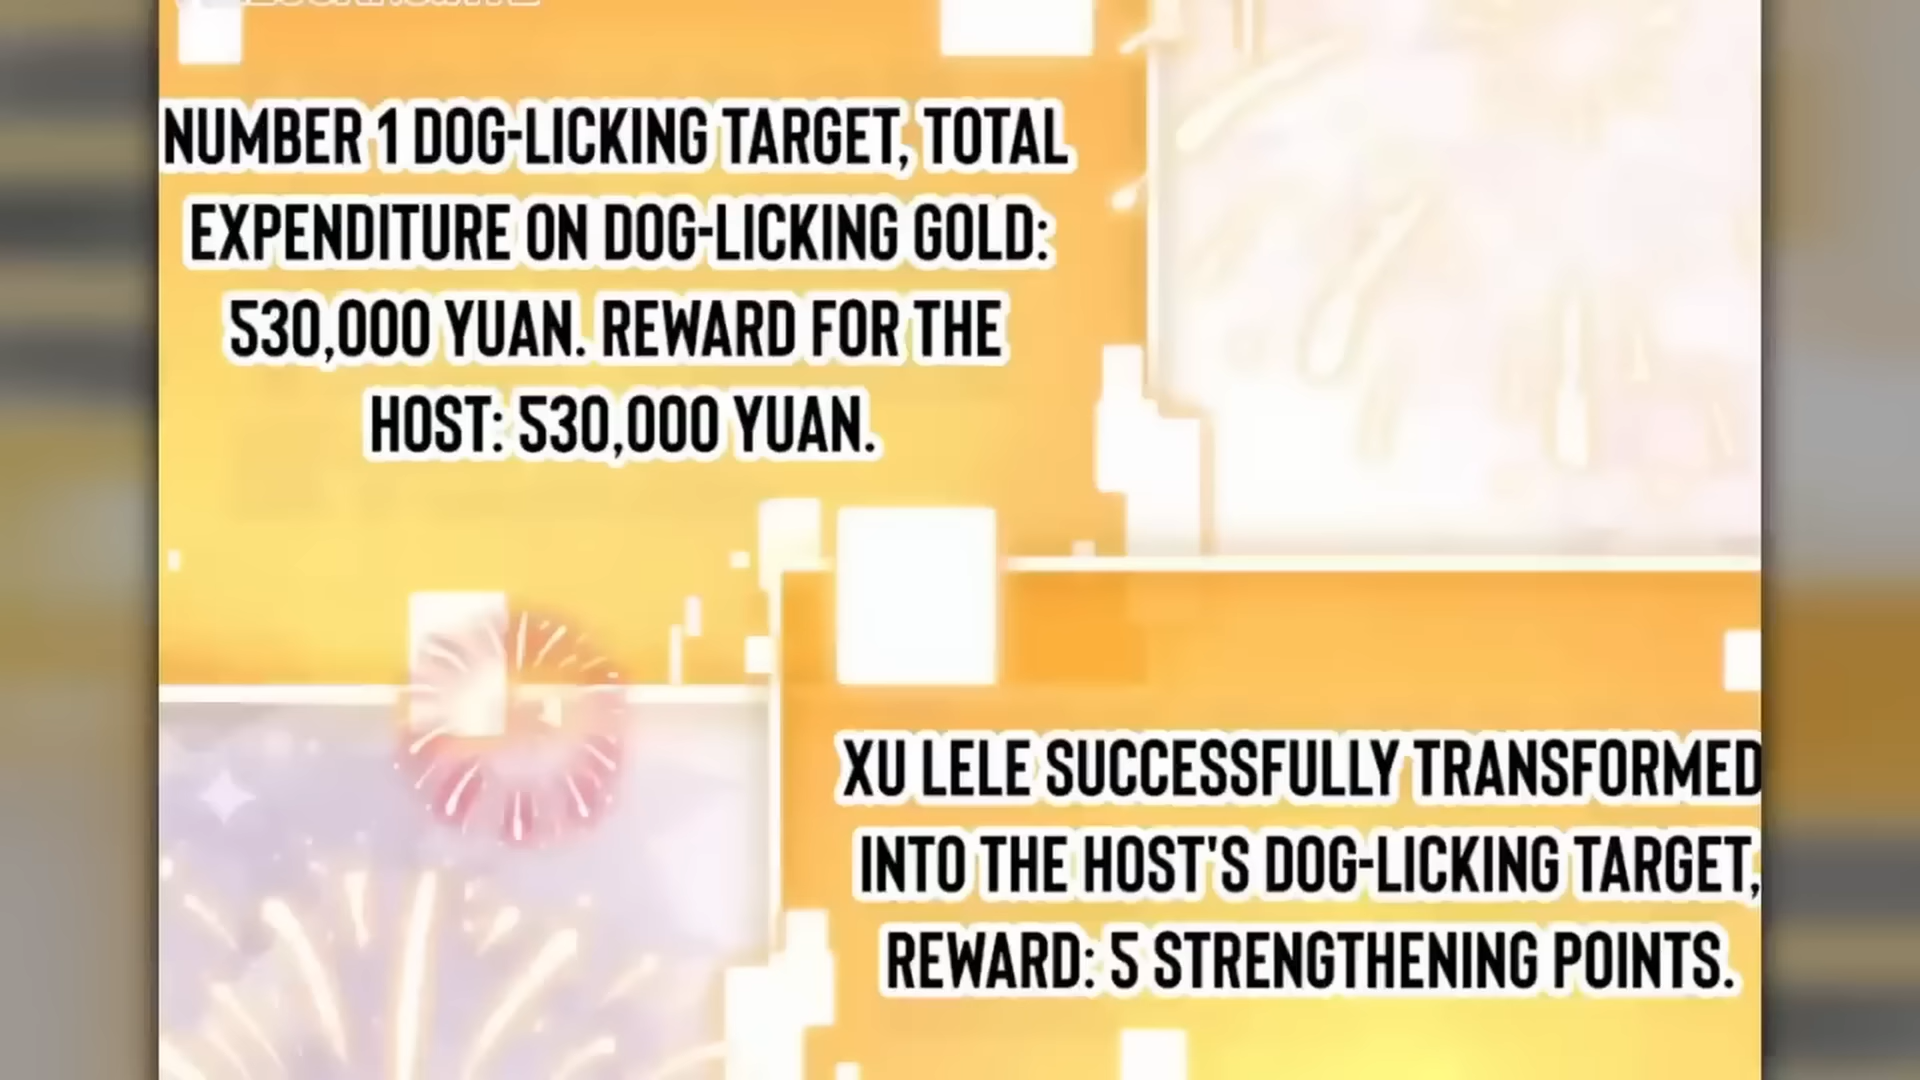 NUMBER 1 DOG-LICKING TARGET, TOTAL
EXPENDITURE ON DOG-LICKING GOLD:
530,000 YUAN. REWARD FOR THE
HOST: 530,000 YUAN.
XU LELE SUCCESSFULLY TRANSFORMED
INTO THE HOST'S DOG-LICKING TARGET,
REWARD: 5 STRENGTHENING POINTS.